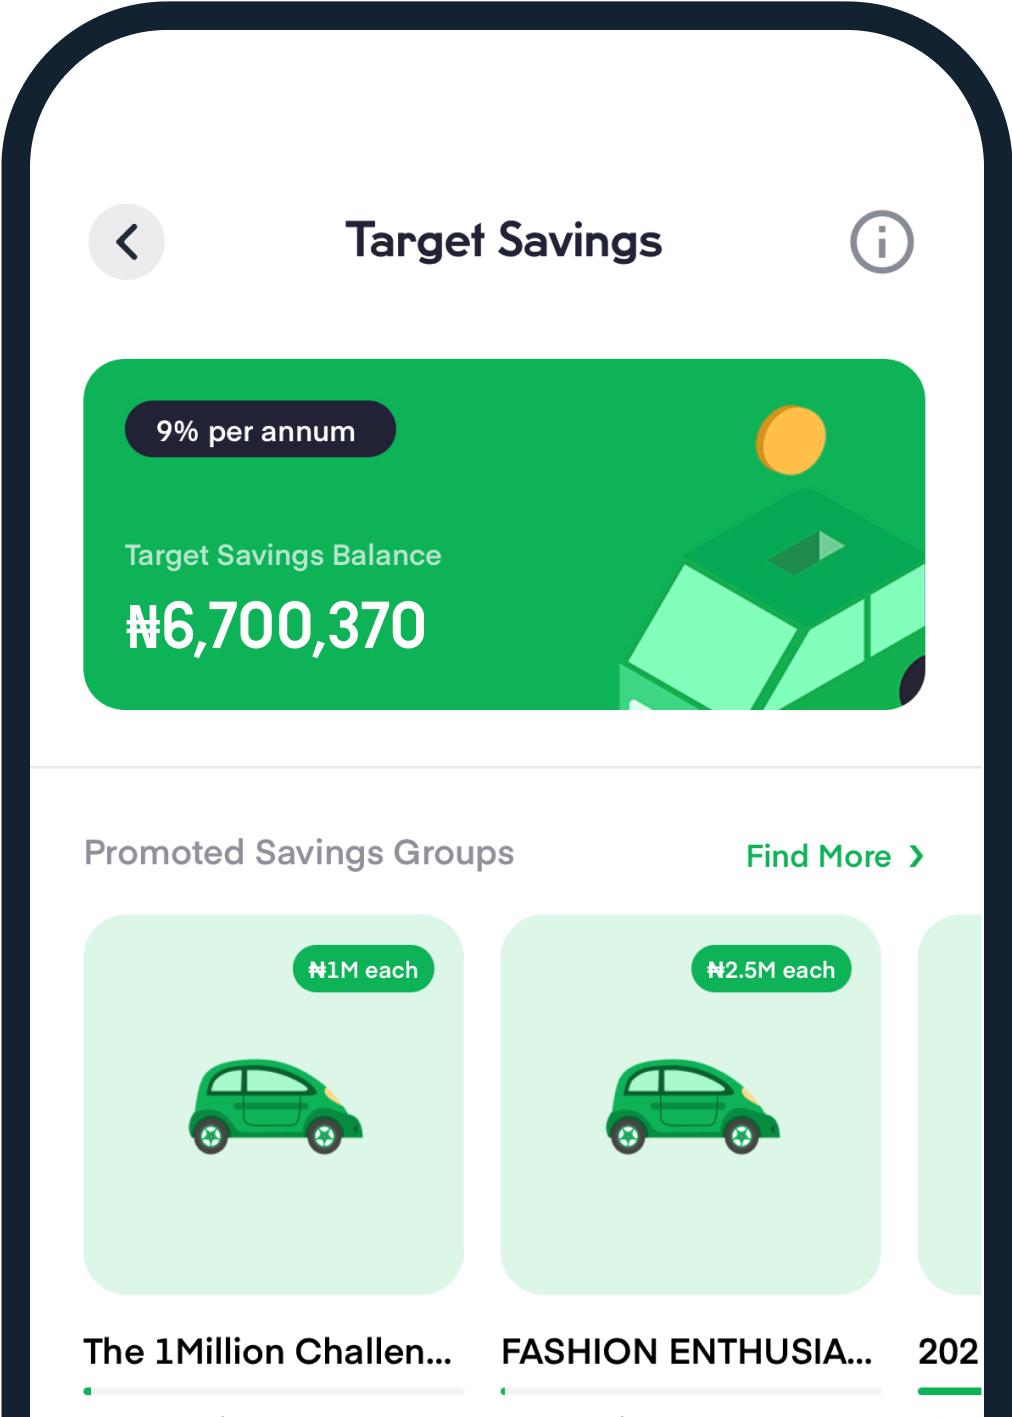 Target Savings
9% per annum
Target Savings Balance
₦6,700,370
Promoted Savings Groups
Find More
₦1M each
₦2.5M each
The 1Million Challen...
FASHION ENTHUSIA...
202